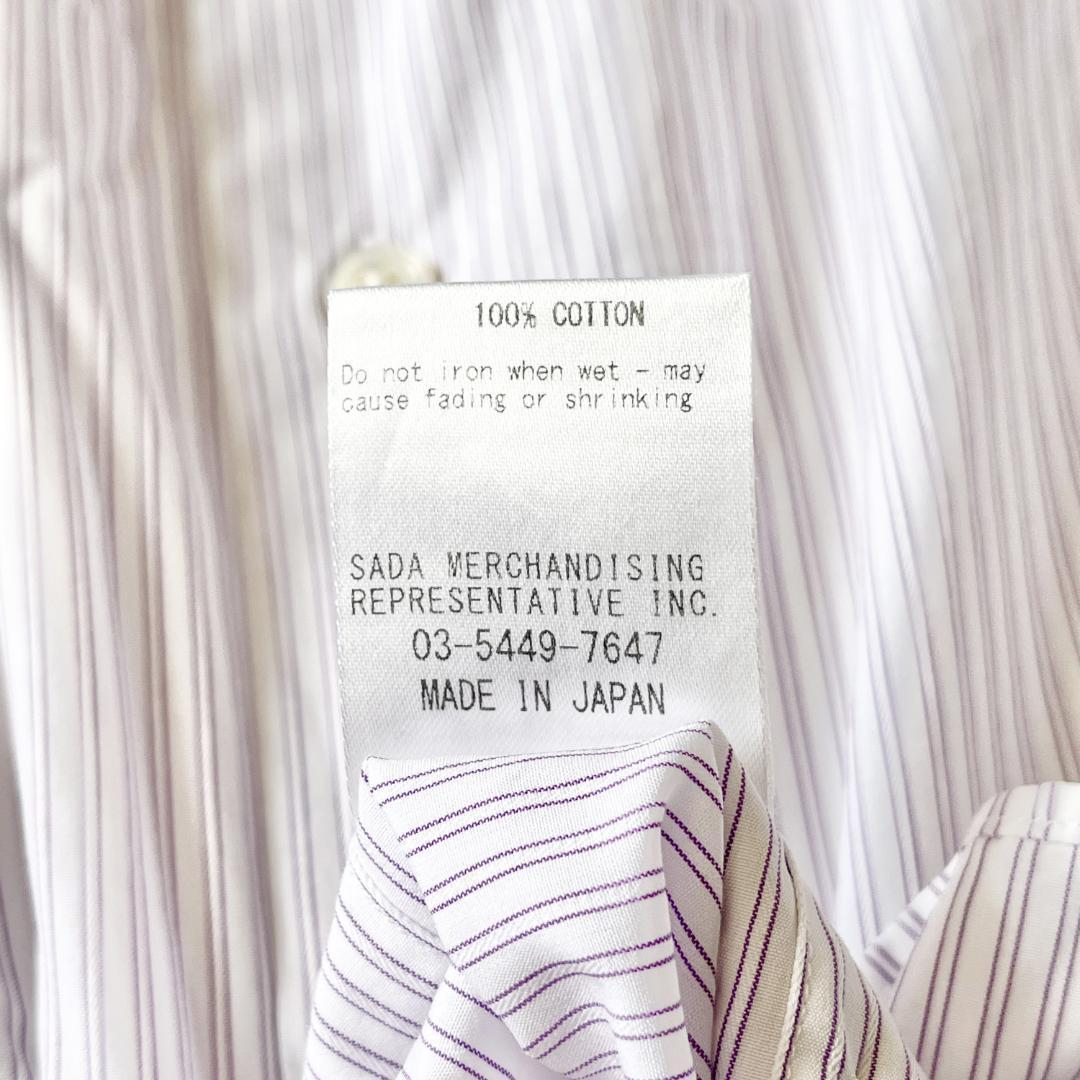 100% COTTON
Do not iron when wet - may
cause fading or shrinking
SADA MERCHANDISING
REPRESENTATIVE INC.
03-5449-7647
MADE IN JAPAN